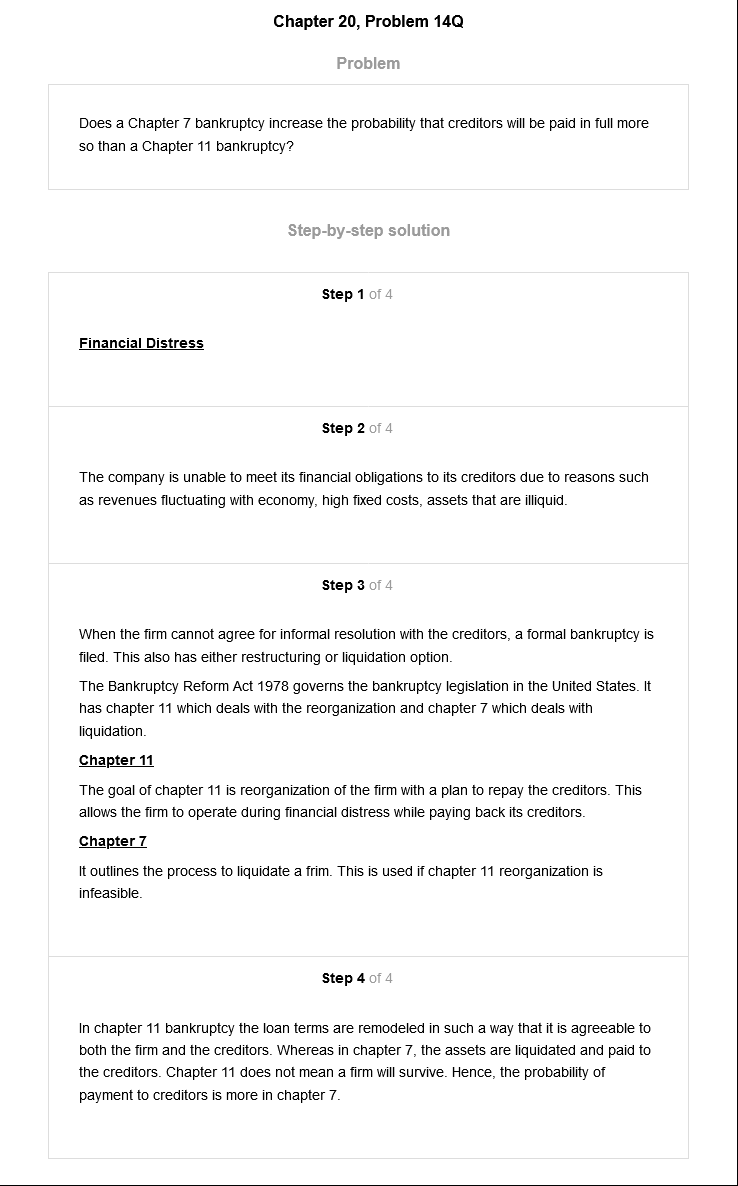 Chapter 20, Problem 14Q
Problem
Does a Chapter 7 bankruptcy increase the probability that creditors will be paid in full more
so than a Chapter 11 bankruptcy?
Step-by-step solution
Step 1 of 4
Financial Distress
Step 2 of 4
The company is unable to meet its financial obligations to its creditors due to reasons such
as revenues fluctuating with economy, high fixed costs, assets that are illiquid.
Step 3 of 4
When the firm cannot agree for informal resolution with the creditors, a formal bankruptcy is
filed. This also has either restructuring or liquidation option.
The Bankruptcy Reform Act 1978 governs the bankruptcy legislation in the United States. It
has chapter 11 which deals with the reorganization and chapter 7 which deals with
liquidation.
Chapter 11
The goal of chapter 11 is reorganization of the firm with a plan to repay the creditors. This
allows the firm to operate during financial distress while paying back its creditors.
Chapter 7
It outlines the process to liquidate a frim. This is used if chapter 11 reorganization is
infeasible.
Step 4 of 4
In chapter 11 bankruptcy the loan terms are remodeled in such a way that it is agreeable to
both the firm and the creditors. Whereas in chapter 7, the assets are liquidated and paid to
the creditors. Chapter 11 does not mean a firm will survive. Hence, the probability of
payment to creditors is more in chapter 7.